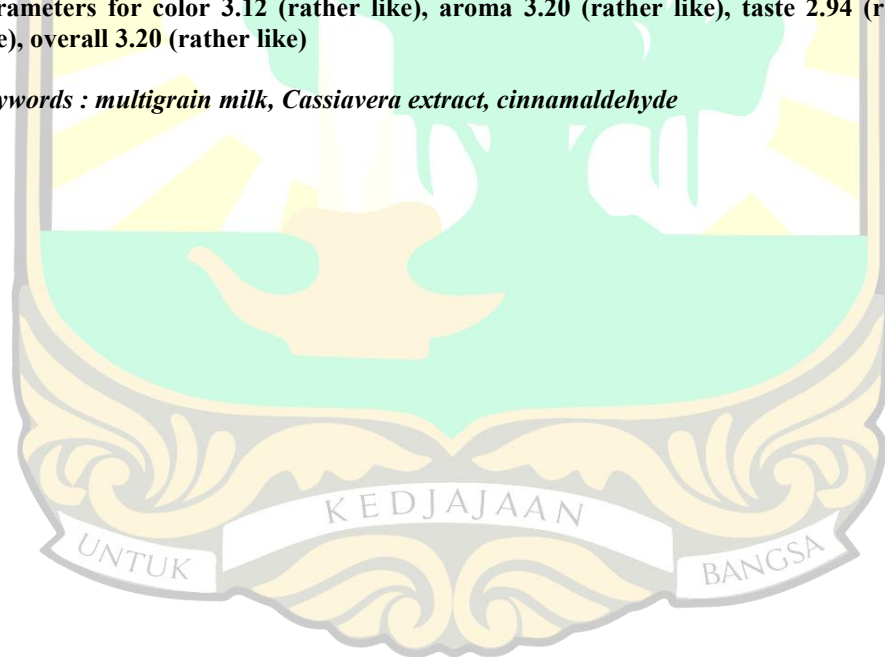 rameters for color 3.12 (rather like), aroma 3.20 (rather like), taste 2.94 (r
e), overall 3.20 (rather like)
ywords : multigrain milk, Cassiavera extract, cinnamaldehyde
UNTUK KEDJAJAAN BANGSA